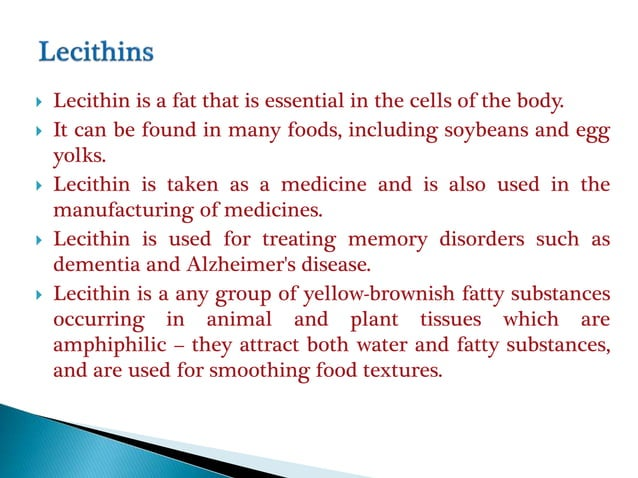 Lecithins
Lecithin is a fat that is essential in the cells of the body.
It can be found in many foods, including soybeans and egg
yolks.
Lecithin is taken as a medicine and is also used in the
manufacturing of medicines.
Lecithin is used for treating memory disorders such as
dementia and Alzheimer's disease.
Lecithin is a any group of yellow-brownish fatty substances
occurring in animal and plant tissues which are
amphiphilic – they attract both water and fatty substances,
and are used for smoothing food textures.